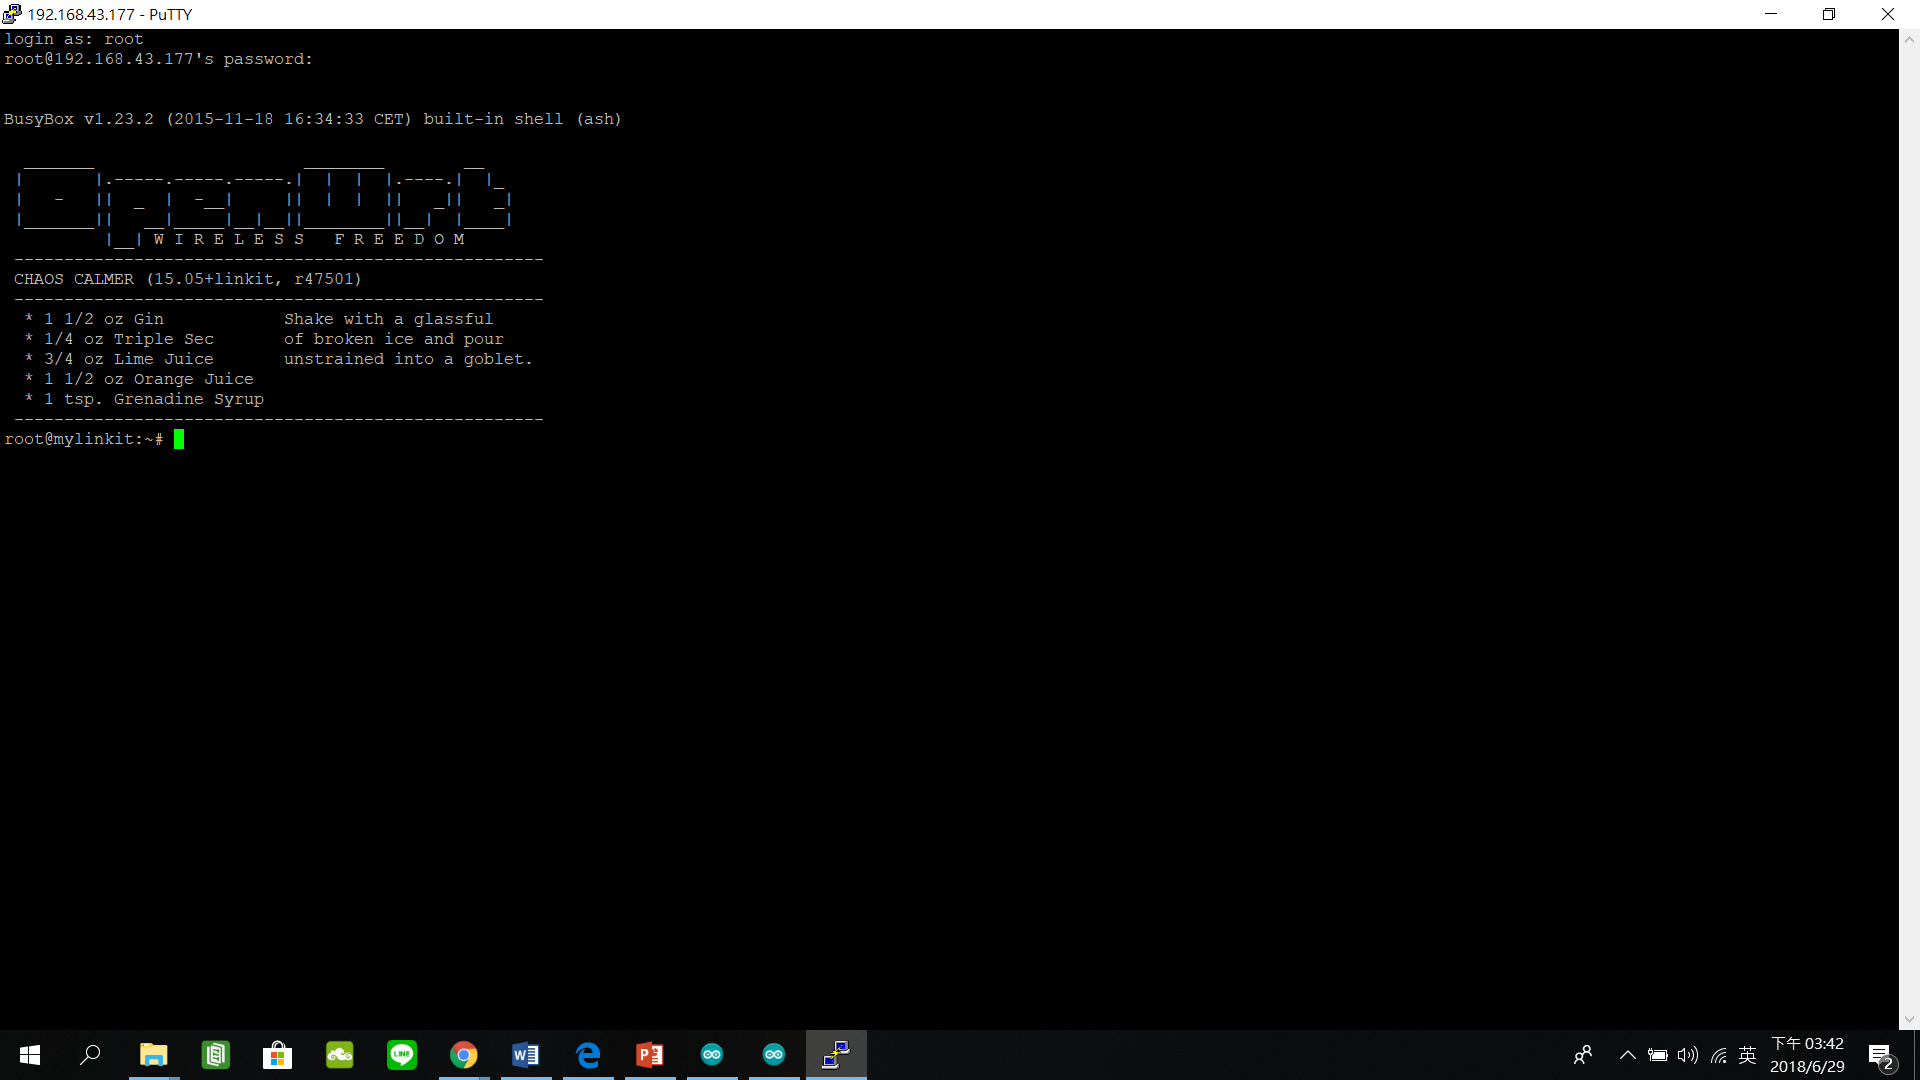 192.168.43.177 - PuTTY
login as: root
root@192.168.43.177's password:
BusyBox v1.23.2 (2015-11-18 16:34:33 CET) built-in shell (ash)
OpenWrt
W I R E L E S S   F R E E D O M
-----------------------------------------------------
CHAOS CALMER (15.05+linkit, r47501)
-----------------------------------------------------
* 1 1/2 oz Gin            Shake with a glassful
* 1/4 oz Triple Sec       of broken ice and pour
* 3/4 oz Lime Juice       unstrained into a goblet.
* 1 1/2 oz Orange Juice
* 1 tsp. Grenadine Syrup
-----------------------------------------------------
root@mylinkit:~#
LINE
英
下午 03:42
2018/6/29
2